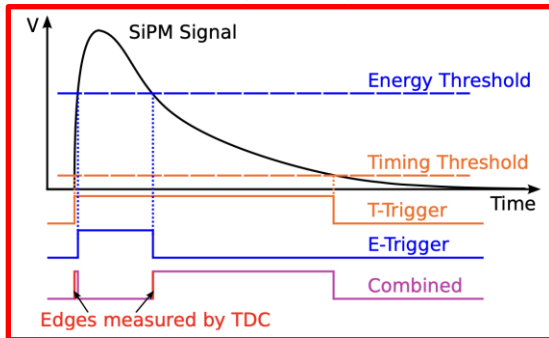 V
SiPM Signal
Energy Threshold
Timing Threshold
Time
T-Trigger
E-Trigger
Combined
Edges measured by TDC